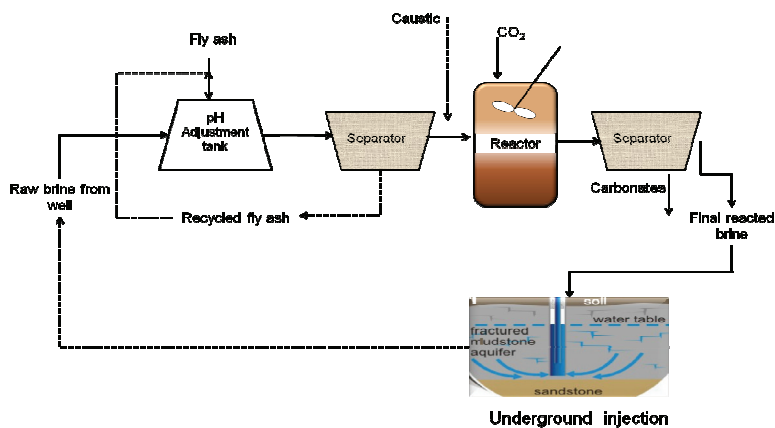 Caustic
CO₂
Fly ash
pH
Adjustment
tank
Separator
Reactor
Separator
Raw brine from
well
Recycled fly ash
Carbonates
Final reacted
brine
soil
water table
fractured
mudstone
aquifer
sandstone
Underground injection